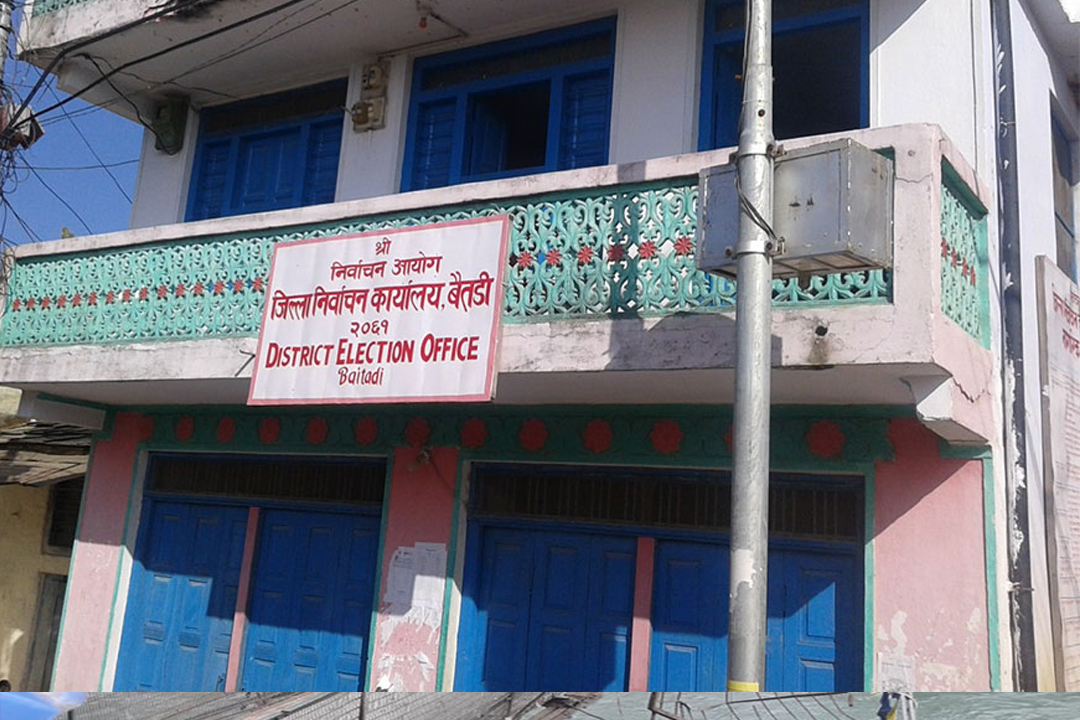 श्री
निर्वाचन आयोग
जिल्ला निर्वाचन कार्यालय, बैतडी
२०६१
DISTRICT ELECTION OFFICE
Baitadi